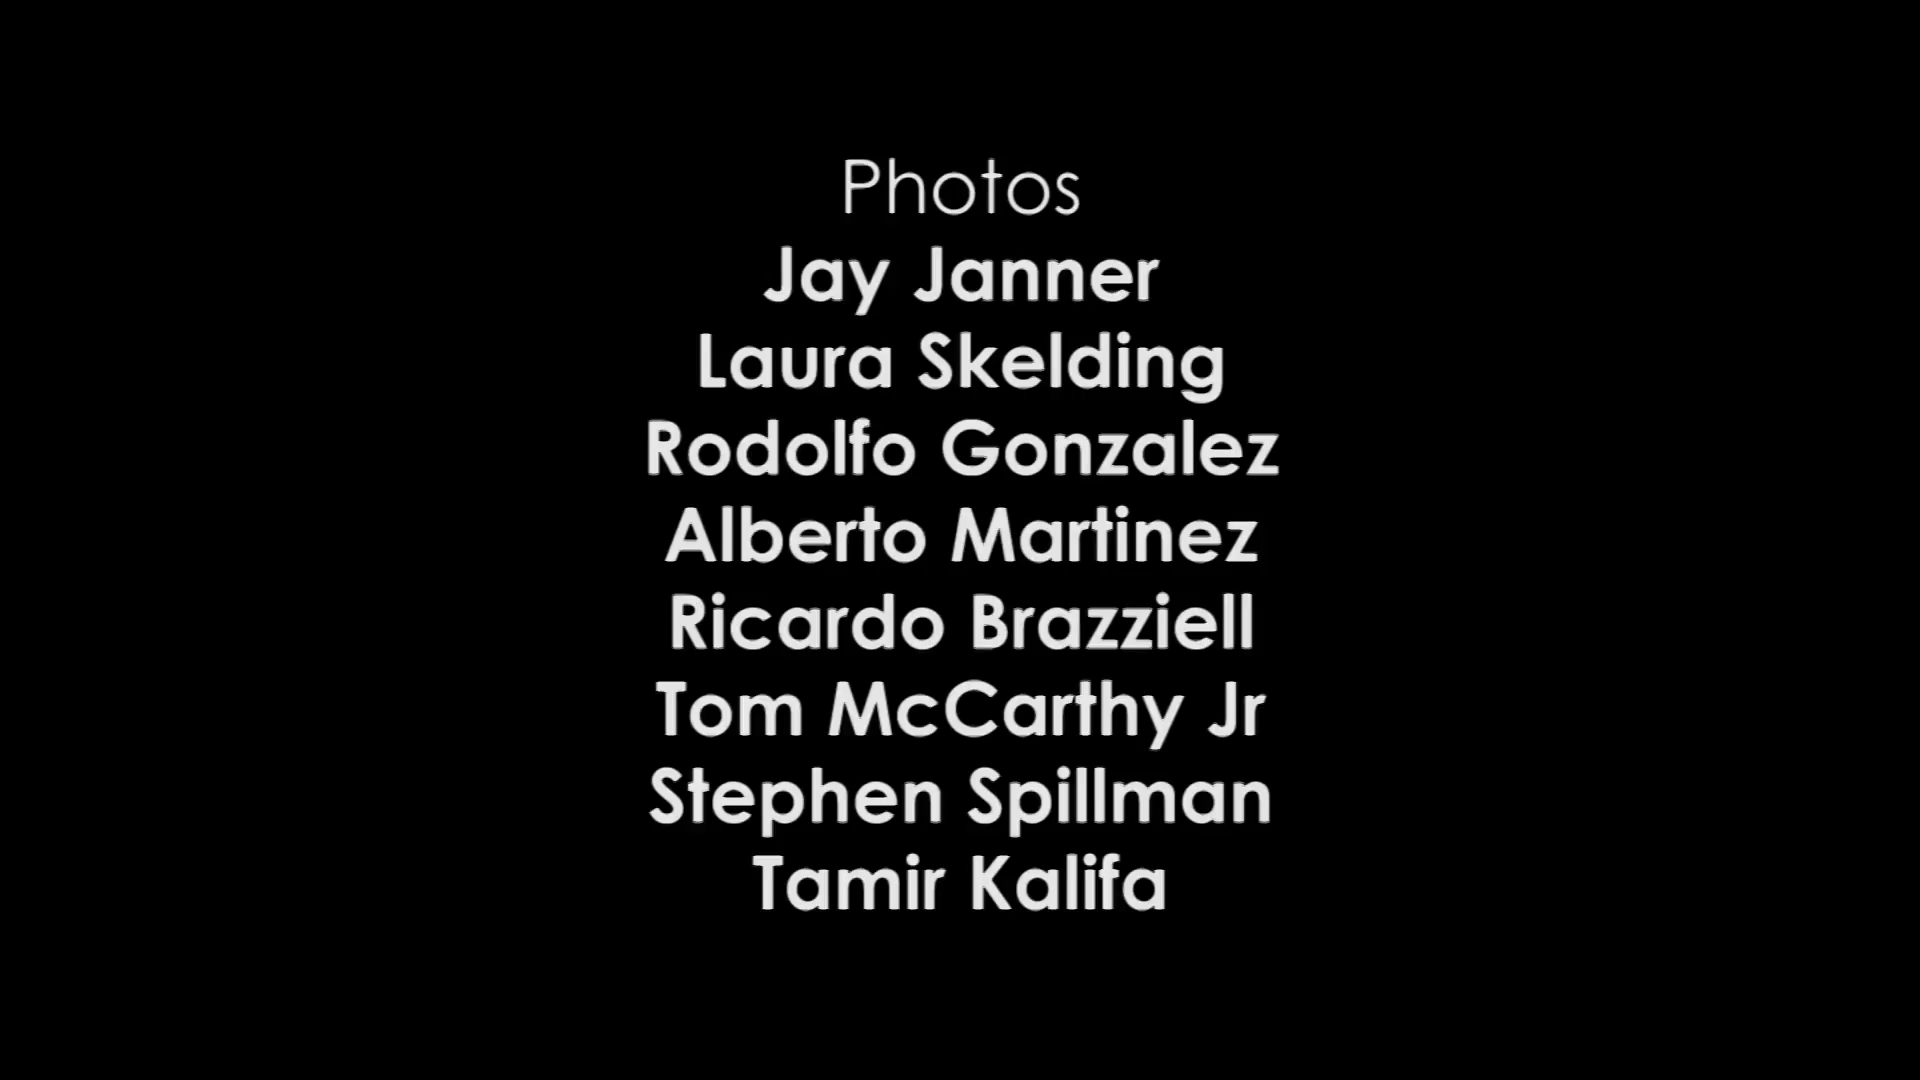 Photos
Jay Janner
Laura Skelding
Rodolfo Gonzalez
Alberto Martinez
Ricardo Brazziell
Tom McCarthy Jr
Stephen Spillman
Tamir Kalifa